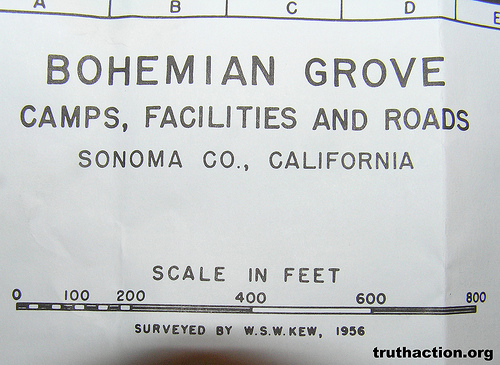 A B C D E
BOHEMIAN GROVE
CAMPS, FACILITIES AND ROADS
SONOMA CO., CALIFORNIA
SCALE IN FEET
0 100 200 400 600 800
SURVEYED BY W.S.W. KEW, 1956
truthaction.org